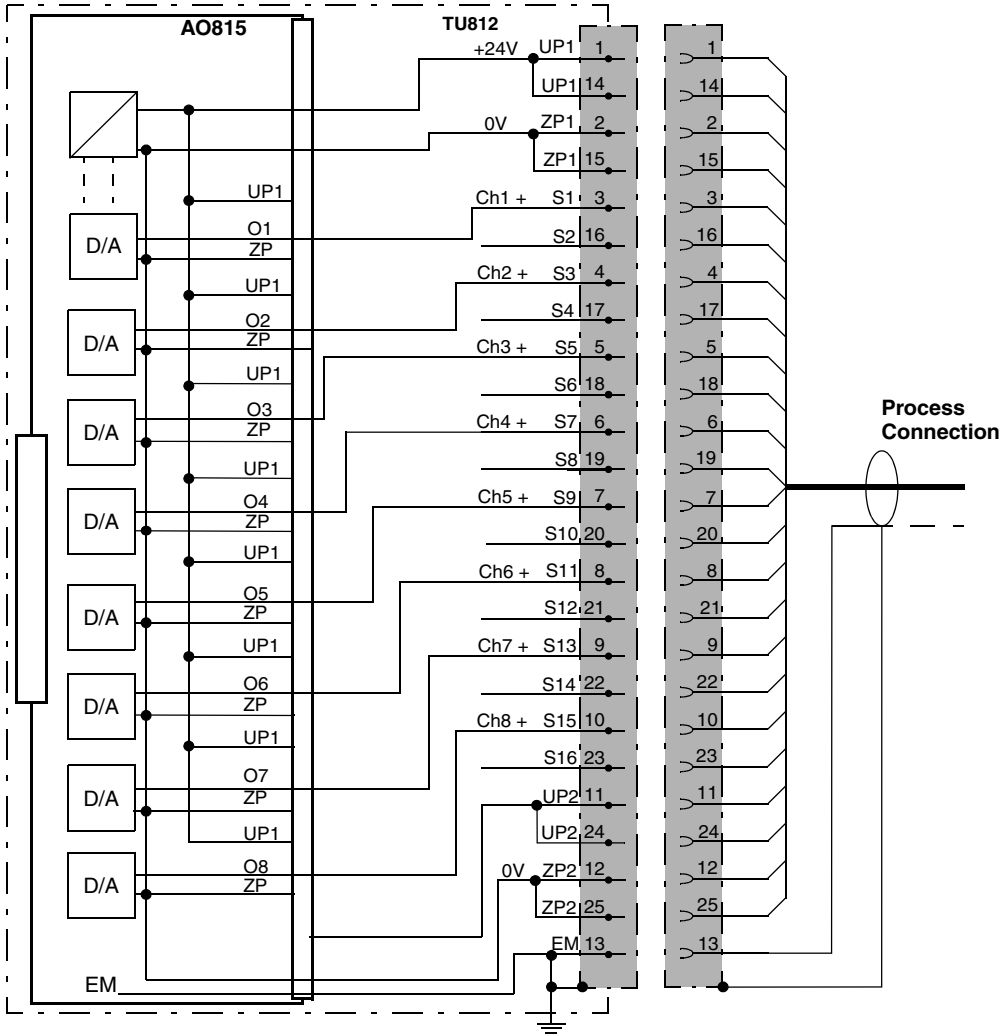 AO815 TU812
+24V UP1 1 1
UP1 14 14
0V ZP1 2 2
ZP1 15 15
UP1 Ch1 + S1 3 3
D/A O1 S2 16 16
ZP
UP1 Ch2 + S3 4 4
O2 S4 17 17
D/A ZP Ch3 + S5 5 5
UP1 S6 18 18
O3 Ch4 + S7 6 6
D/A ZP
UP1 S8 19 19
Process
Connection
O4 Ch5 + S9 7 7
D/A ZP S10 20 20
UP1 Ch6 + S11 8 8
O5 S12 21 21
D/A ZP
UP1 Ch7 + S13 9 9
O6 S14 22 22
D/A ZP Ch8 + S15 10 10
UP1 S16 23 23
O7 UP2 11 11
D/A ZP
UP1 UP2 24 24
O8 0V ZP2 12 12
D/A ZP
ZP2 25 25
EM 13 13
EM